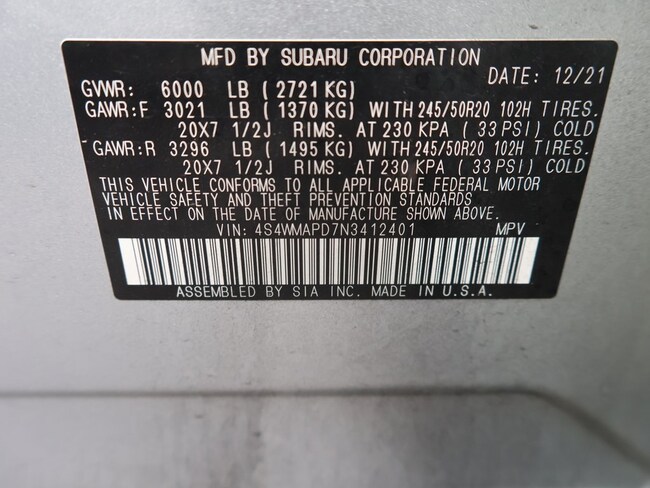 MFD BY SUBARU CORPORATION
DATE: 12/21
GVWR: 6000 LB ( 2721 KG)
GAWR:F 3021 LB ( 1370 KG) WITH 245/50R20 102H TIRES.
20X7 1/2J RIMS. AT 230 KPA ( 33 PSI) COLD
GAWR:R 3296 LB ( 1495 KG) WITH 245/50R20 102H TIRES.
20X7 1/2J RIMS. AT 230 KPA ( 33 PSI) COLD
THIS VEHICLE CONFORMS TO ALL APPLICABLE FEDERAL MOTOR
VEHICLE SAFETY AND THEFT PREVENTION STANDARDS
IN EFFECT ON THE DATE OF MANUFACTURE SHOWN ABOVE.
VIN: 4S4WMAPD7N3412401 MPV
ASSEMBLED BY SIA INC. MADE IN U.S.A.